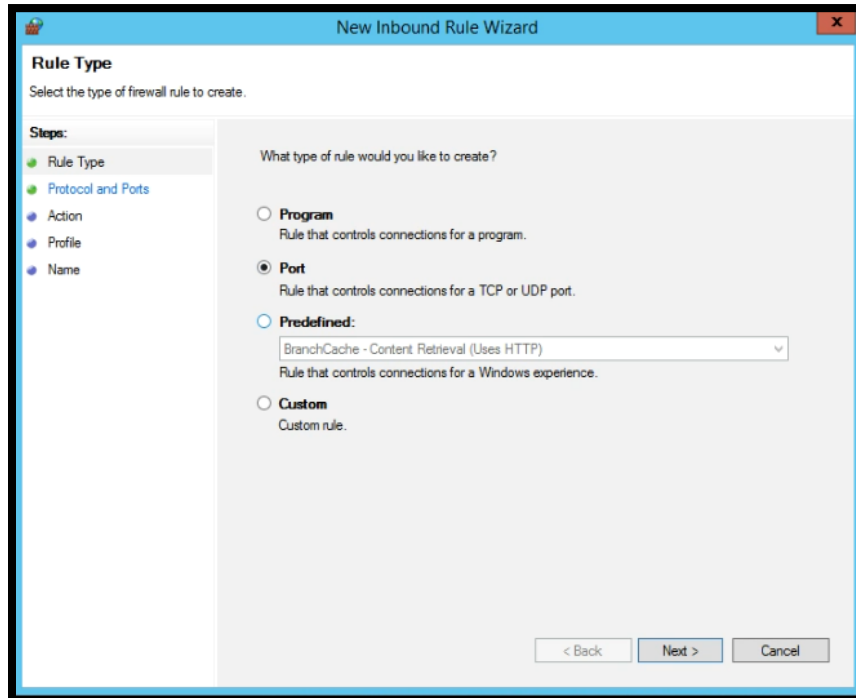 New Inbound Rule Wizard
x
Rule Type
Select the type of firewall rule to create.
Steps:
Rule Type
Protocol and Ports
Action
Profile
Name
What type of rule would you like to create?
Program
Rule that controls connections for a program.
Port
Rule that controls connections for a TCP or UDP port.
Predefined:
BranchCache - Content Retrieval (Uses HTTP)
Rule that controls connections for a Windows experience.
Custom
Custom rule.
< Back Next > Cancel